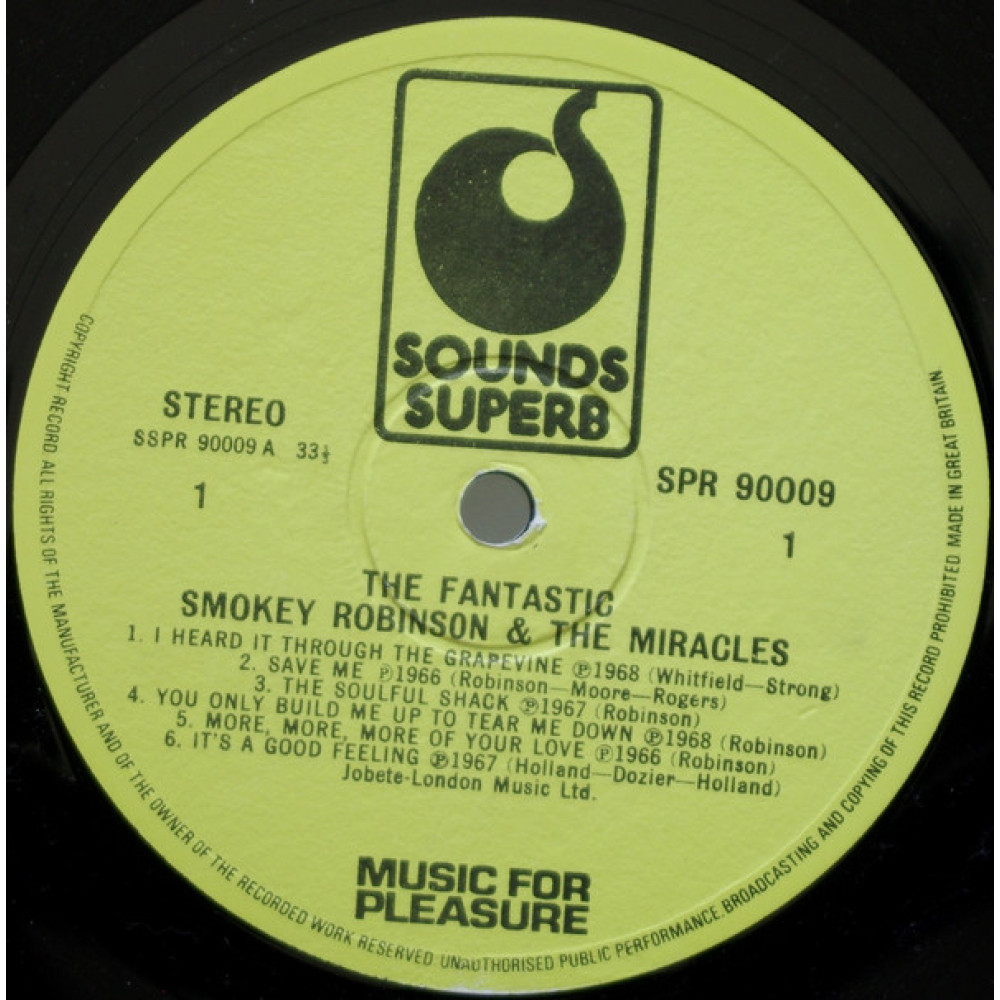 SOUNDS
SUPERB
STEREO
SSPR 90009 A 33⅓
1
SPR 90009
1
THE FANTASTIC
SMOKEY ROBINSON & THE MIRACLES
1. I HEARD IT THROUGH THE GRAPEVINE ℗1968 (Whitfield—Strong)
2. SAVE ME ℗1966 (Robinson—Moore—Rogers)
3. THE SOULFUL SHACK ℗1967 (Robinson)
4. YOU ONLY BUILD ME UP TO TEAR ME DOWN ℗1968 (Robinson)
5. MORE, MORE, MORE OF YOUR LOVE ℗1966 (Robinson)
6. IT'S A GOOD FEELING ℗1967 (Holland—Dozier—Holland)
Jobete-London Music Ltd.
MUSIC FOR
PLEASURE
COPYRIGHT RECORD ALL RIGHTS OF THE MANUFACTURER AND OF THE OWNER OF THE RECORDED WORK RESERVED UNAUTHORISED PUBLIC PERFORMANCE, BROADCASTING AND COPYING OF THIS RECORD PROHIBITED MADE IN GREAT BRITAIN